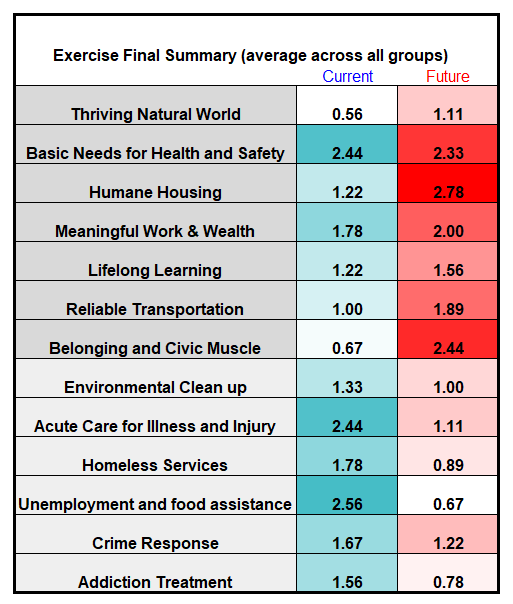 Exercise Final Summary (average across all groups)
Current Future
Thriving Natural World 0.56 1.11
Basic Needs for Health and Safety 2.44 2.33
Humane Housing 1.22 2.78
Meaningful Work & Wealth 1.78 2.00
Lifelong Learning 1.22 1.56
Reliable Transportation 1.00 1.89
Belonging and Civic Muscle 0.67 2.44
Environmental Clean up 1.33 1.00
Acute Care for Illness and Injury 2.44 1.11
Homeless Services 1.78 0.89
Unemployment and food assistance 2.56 0.67
Crime Response 1.67 1.22
Addiction Treatment 1.56 0.78